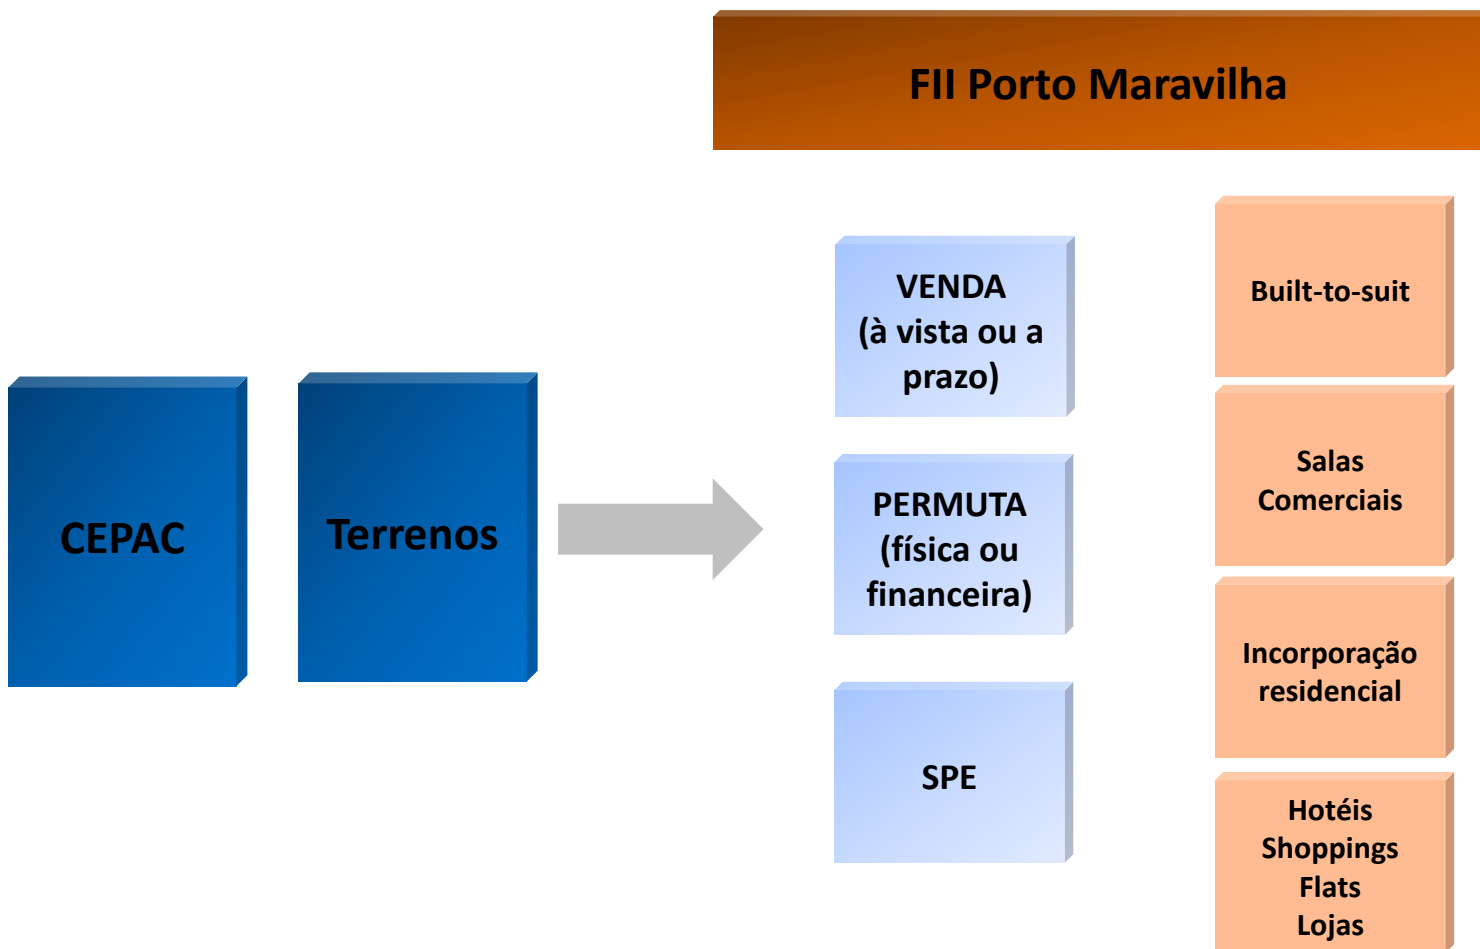 FII Porto Maravilha
CEPAC
Terrenos
VENDA
(à vista ou a
prazo)
PERMUTA
(física ou
financeira)
SPE
Built-to-suit
Salas
Comerciais
Incorporação
residencial
Hotéis
Shoppings
Flats
Lojas